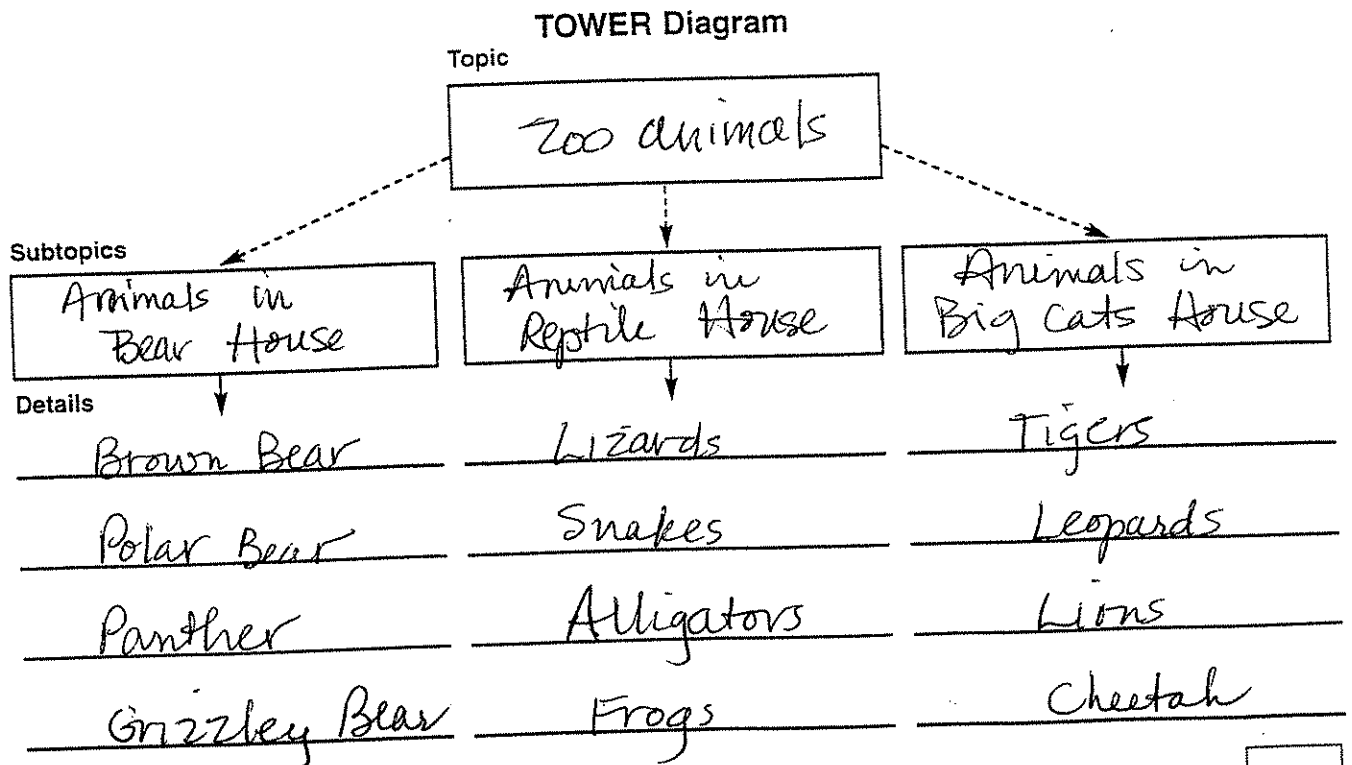 TOWER Diagram
Topic
Zoo animals
Subtopics
Animals in
Bear House
Animals in
Reptile House
Animals in
Big Cats House
Details
Brown Bear
Lizards
Tigers
Polar Bear
Snakes
Leopards
Panther
Alligators
Lions
Grizzley Bear
Frogs
Cheetah